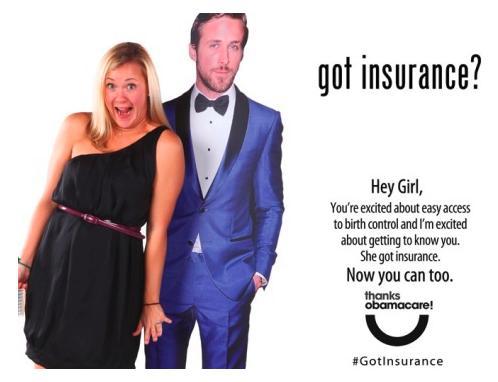 got insurance?
Hey Girl,
You're excited about easy access
to birth control and I'm excited
about getting to know you.
She got insurance.
Now you can too.
thanks
obamacare!
#GotInsurance